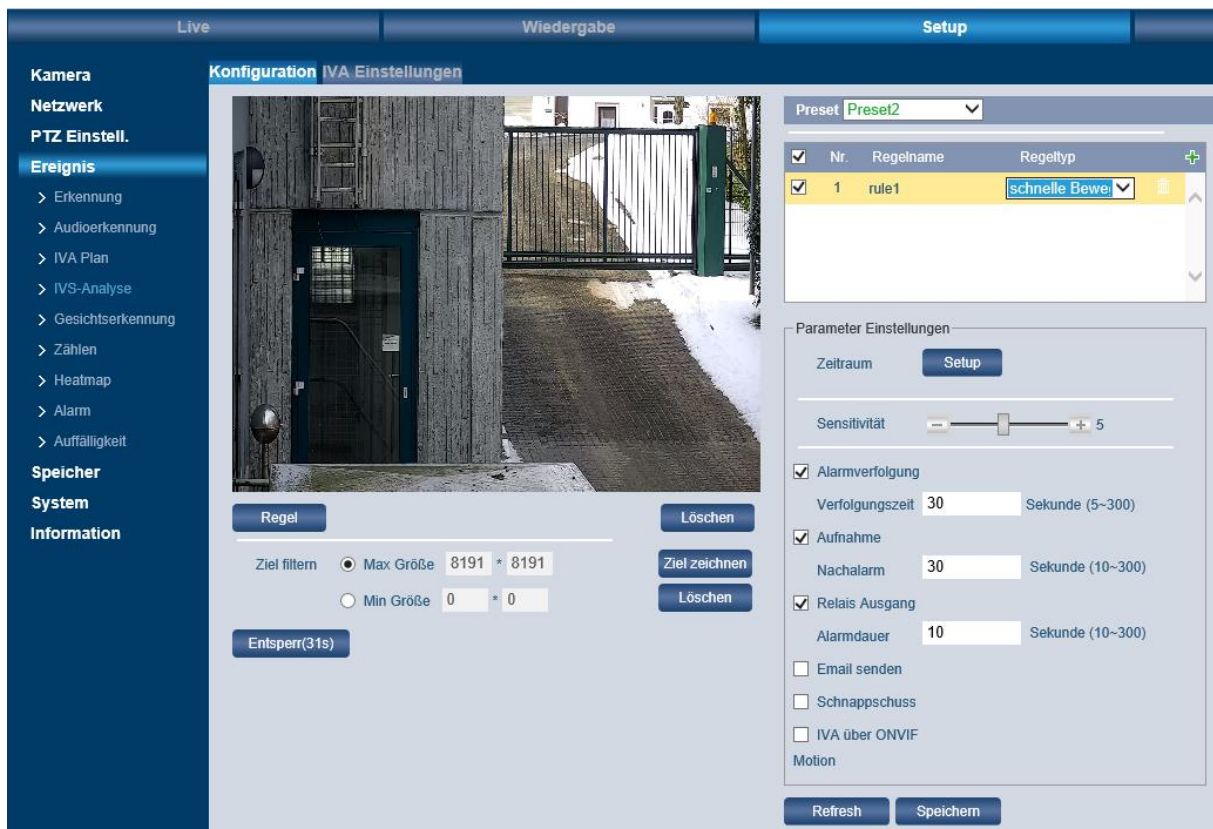 Live Wiedergabe Setup
Kamera
Netzwerk
PTZ Einstell.
Ereignis
Erkennung
Audioerkennung
IVA Plan
IVS-Analyse
Gesichtserkennung
Zählen
Heatmap
Alarm
Auffälligkeit
Speicher
System
Information
Konfiguration IVA Einstellungen
Regel Löschen
Ziel filtern Max Größe 8191 * 8191 Ziel zeichnen
Min Größe 0 * 0 Löschen
Entsperr(31s)
Preset Preset2
Nr. Regelname Regeltyp
1 rule1 schnelle Bewe
Parameter Einstellungen
Zeitraum Setup
Sensitivität 5
Alarmverfolgung
Verfolgungszeit 30 Sekunde (5~300)
Aufnahme
Nachalarm 30 Sekunde (10~300)
Relais Ausgang
Alarmdauer 10 Sekunde (10~300)
Email senden
Schnappschuss
IVA über ONVIF
Motion
Refresh Speichern